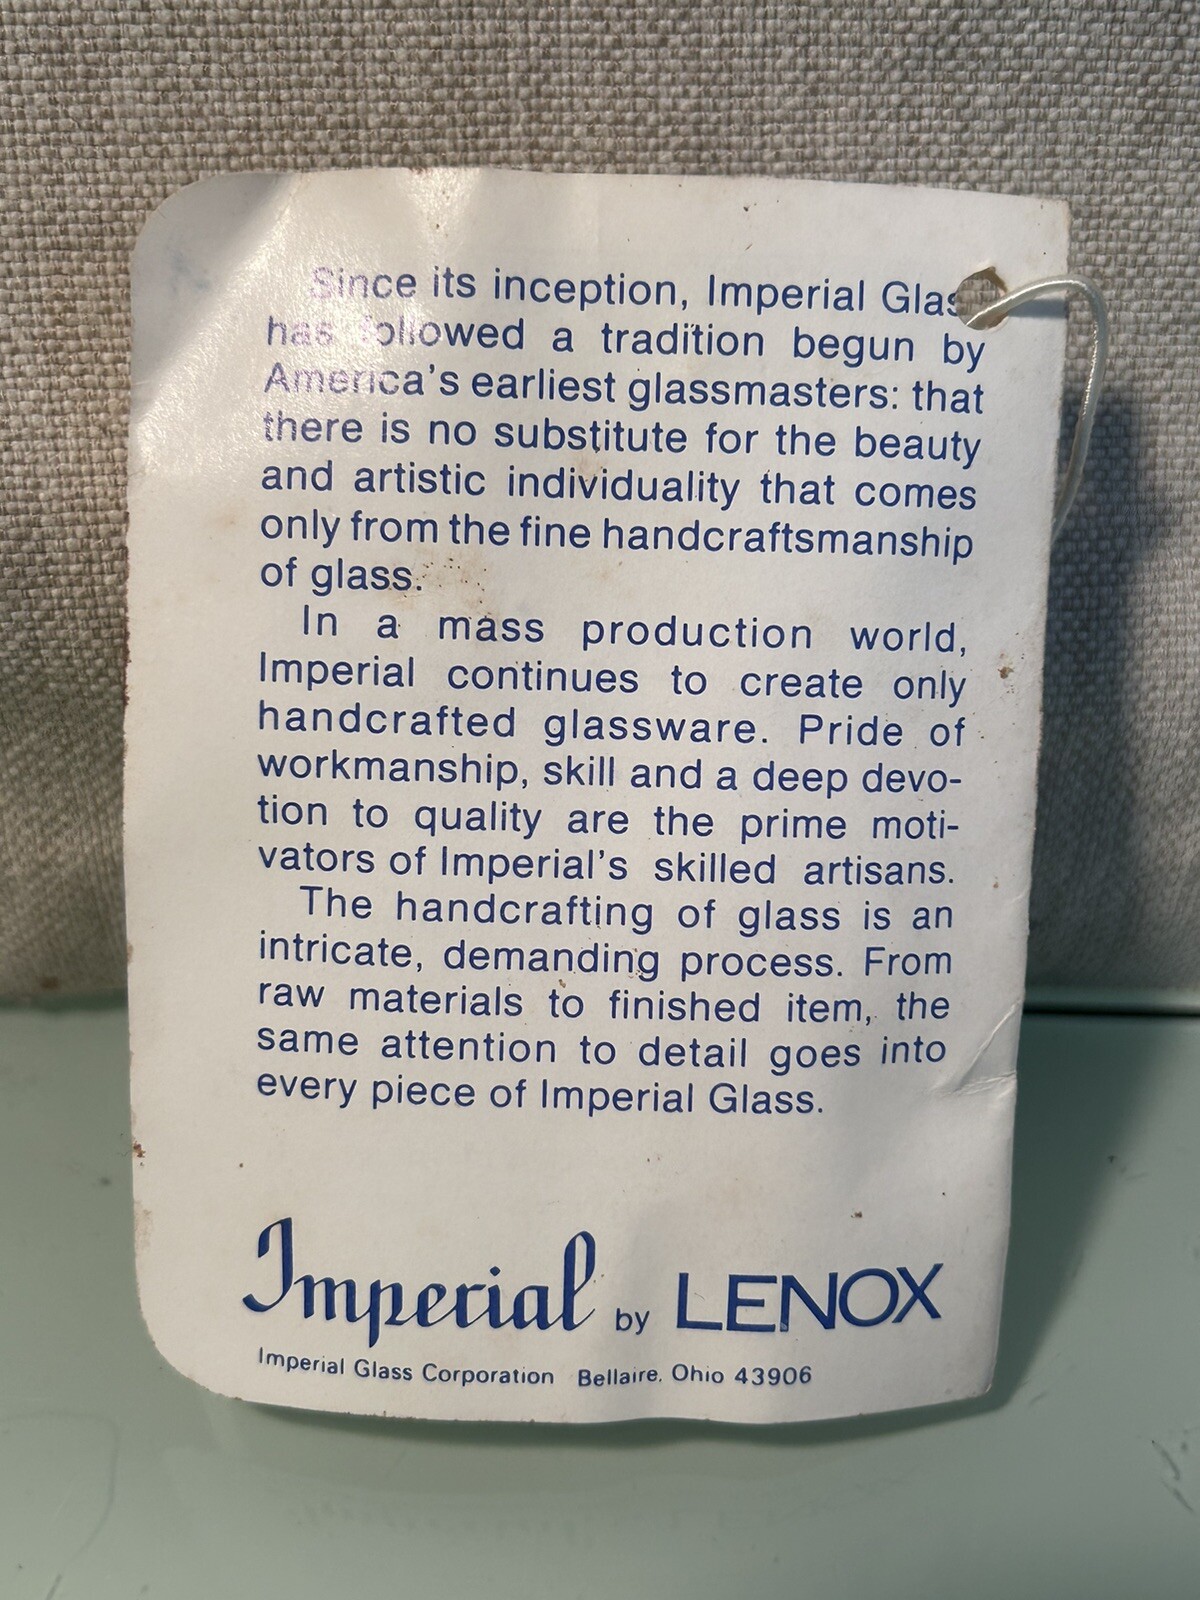 Since its inception, Imperial Glas
has followed a tradition begun by
America's earliest glassmasters: that
there is no substitute for the beauty
and artistic individuality that comes
only from the fine handcraftsmanship
of glass.
In a mass production world,
Imperial continues to create only
handcrafted glassware. Pride of
workmanship, skill and a deep devo-
tion to quality are the prime moti-
vators of Imperial's skilled artisans.
The handcrafting of glass is an
intricate, demanding process. From
raw materials to finished item, the
same attention to detail goes into
every piece of Imperial Glass.
Imperial by LENOX
Imperial Glass Corporation Bellaire, Ohio 43906